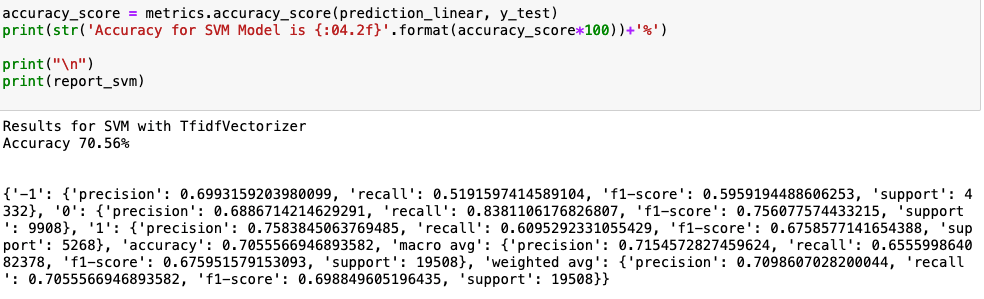 accuracy_score = metrics.accuracy_score(prediction_linear, y_test)
print(str('Accuracy for SVM Model is {:04.2f}'.format(accuracy_score*100))+'%')
print("\n")
print(report_svm)
Results for SVM with TfidfVectorizer
Accuracy 70.56%
{'-1': {'precision': 0.6993159203980099, 'recall': 0.5191597414589104, 'f1-score': 0.5959194488606253, 'support': 4
332}, '0': {'precision': 0.6886714214629291, 'recall': 0.8381106176826807, 'f1-score': 0.756077574433215, 'support
': 9908}, '1': {'precision': 0.7583845063769485, 'recall': 0.6095292331055429, 'f1-score': 0.6758577141654388, 'sup
port': 5268}, 'accuracy': 0.7055566946893582, 'macro avg': {'precision': 0.7154572827459624, 'recall': 0.6555998640
82378, 'f1-score': 0.675951579153093, 'support': 19508}, 'weighted avg': {'precision': 0.7098607028200044, 'recall
': 0.7055566946893582, 'f1-score': 0.698849605196435, 'support': 19508}}